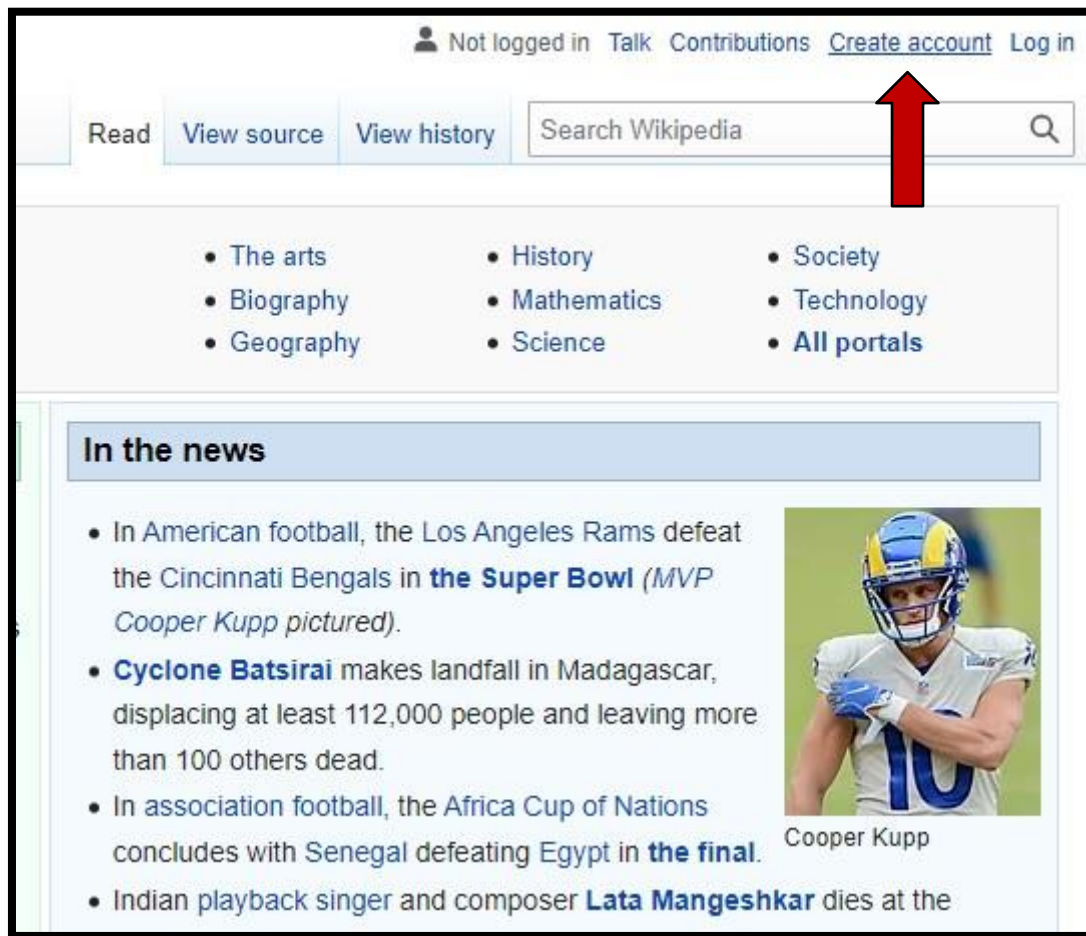 Not logged in Talk Contributions Create account Log in
Read View source View history Search Wikipedia
• The arts • History • Society
• Biography • Mathematics • Technology
• Geography • Science • All portals
In the news
• In American football, the Los Angeles Rams defeat
the Cincinnati Bengals in the Super Bowl (MVP
Cooper Kupp pictured).
• Cyclone Batsirai makes landfall in Madagascar,
displacing at least 112,000 people and leaving more
than 100 others dead.
• In association football, the Africa Cup of Nations
concludes with Senegal defeating Egypt in the final.
• Indian playback singer and composer Lata Mangeshkar dies at the
10
Cooper Kupp